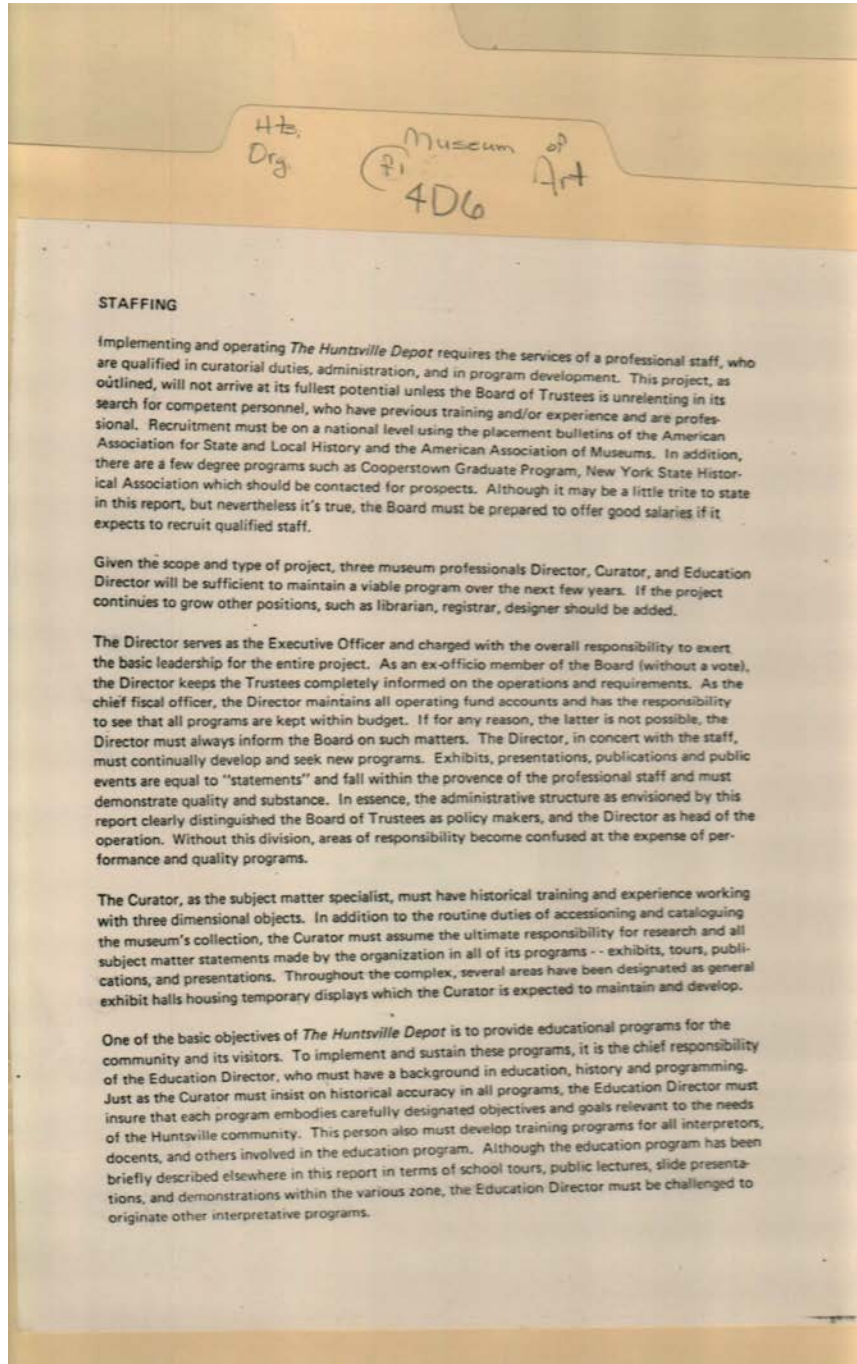 Hts. Museum of
Org. Art
4D6
STAFFING
Implementing and operating The Huntsville Depot requires the services of a professional staff, who
are qualified in curatorial duties, administration, and in program development. This project, as
outlined, will not arrive at its fullest potential unless the Board of Trustees is unrelenting in its
search for competent personnel, who have previous training and/or experience and are profes-
sional. Recruitment must be on a national level using the placement bulletins of the American
Association for State and Local History and the American Association of Museums. In addition,
there are a few degree programs such as Cooperstown Graduate Program, New York State Histor-
ical Association which should be contacted for prospects. Although it may be a little trite to state
in this report, but nevertheless it's true, the Board must be prepared to offer good salaries if it
expects to recruit qualified staff.
Given the scope and type of project, three museum professionals Director, Curator, and Education
Director will be sufficient to maintain a viable program over the next few years. If the project
continues to grow other positions, such as librarian, registrar, designer should be added.
The Director serves as the Executive Officer and charged with the overall responsibility to exert
the basic leadership for the entire project. As an ex-officio member of the Board (without a vote),
the Director keeps the Trustees completely informed on the operations and requirements. As the
chief fiscal officer, the Director maintains all operating fund accounts and has the responsibility
to see that all programs are kept within budget. If for any reason, the latter is not possible, the
Director must always inform the Board on such matters. The Director, in concert with the staff,
must continually develop and seek new programs. Exhibits, presentations, publications and public
events are equal to "statements" and fall within the provence of the professional staff and must
demonstrate quality and substance. In essence, the administrative structure as envisioned by this
report clearly distinguished the Board of Trustees as policy makers, and the Director as head of the
operation. Without this division, areas of responsibility become confused at the expense of per-
formance and quality programs.
The Curator, as the subject matter specialist, must have historical training and experience working
with three dimensional objects. In addition to the routine duties of accessioning and cataloguing
the museum's collection, the Curator must assume the ultimate responsibility for research and all
subject matter statements made by the organization in all of its programs - - exhibits, tours, publi-
cations, and presentations. Throughout the complex, several areas have been designated as general
exhibit halls housing temporary displays which the Curator is expected to maintain and develop.
One of the basic objectives of The Huntsville Depot is to provide educational programs for the
community and its visitors. To implement and sustain these programs, it is the chief responsibility
of the Education Director, who must have a background in education, history and programming.
Just as the Curator must insist on historical accuracy in all programs, the Education Director must
insure that each program embodies carefully designated objectives and goals relevant to the needs
of the Huntsville community. This person also must develop training programs for all interpretors,
docents, and others involved in the education program. Although the education program has been
briefly described elsewhere in this report in terms of school tours, public lectures, slide presenta-
tions, and demonstrations within the various zone, the Education Director must be challenged to
originate other interpretative programs.